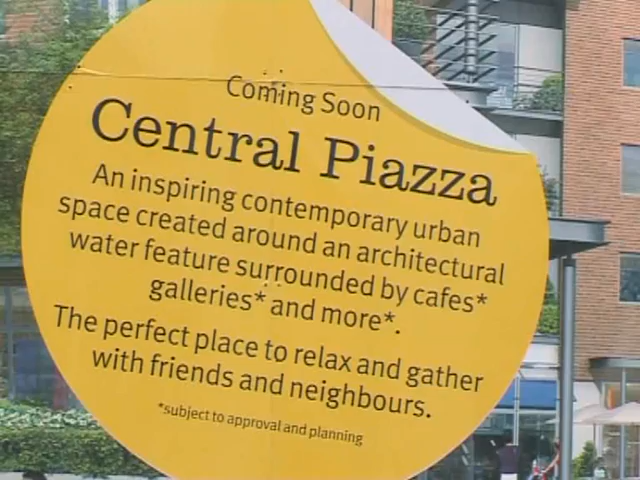 Coming Soon
Central Piazza
An inspiring contemporary urban
space created around an architectural
water feature surrounded by cafes*
galleries* and more*.
The perfect place to relax and gather
with friends and neighbours.
*subject to approval and planning